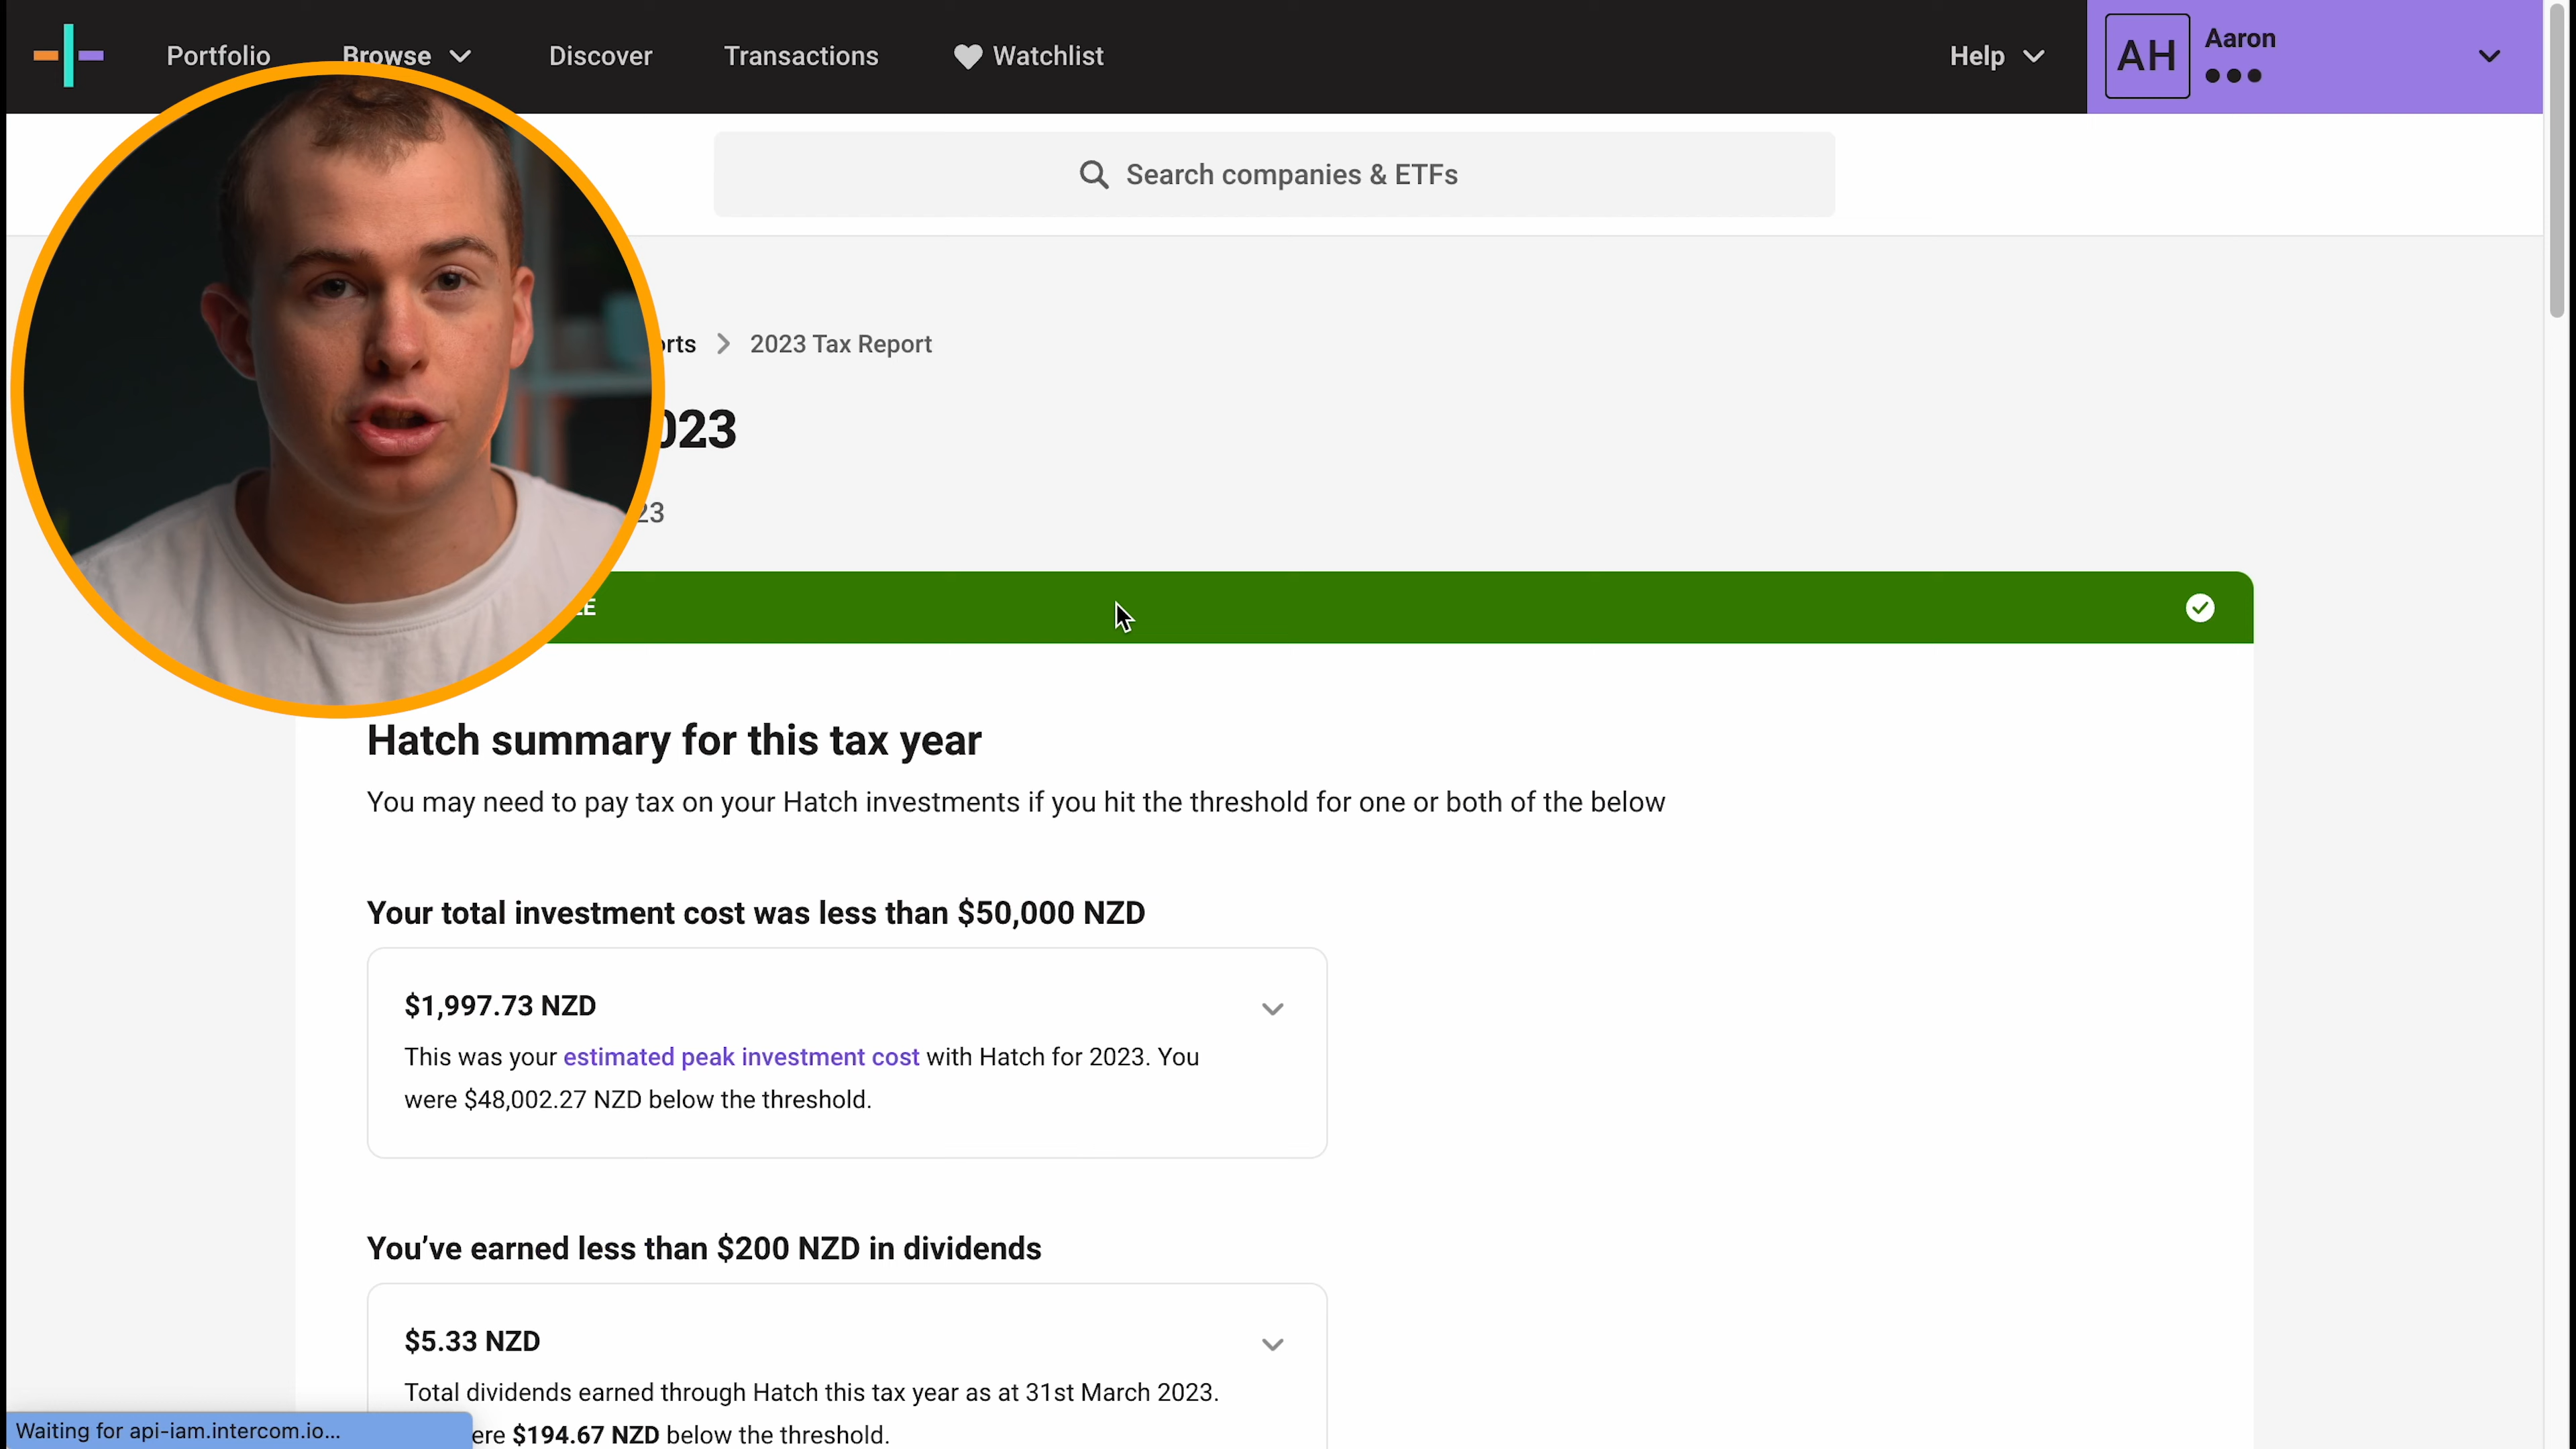 Portfolio
Browse
Discover
Transactions
Watchlist
Help
AH
Aaron
Search companies & ETFs
2023 Tax Report
Hatch summary for this tax year
You may need to pay tax on your Hatch investments if you hit the threshold for one or both of the below
Your total investment cost was less than $50,000 NZD
$1,997.73 NZD
This was your estimated peak investment cost with Hatch for 2023. You
were $48,002.27 NZD below the threshold.
You've earned less than $200 NZD in dividends
$5.33 NZD
Total dividends earned through Hatch this tax year as at 31st March 2023.
$194.67 NZD below the threshold.
Waiting for api-iam.intercom.io...